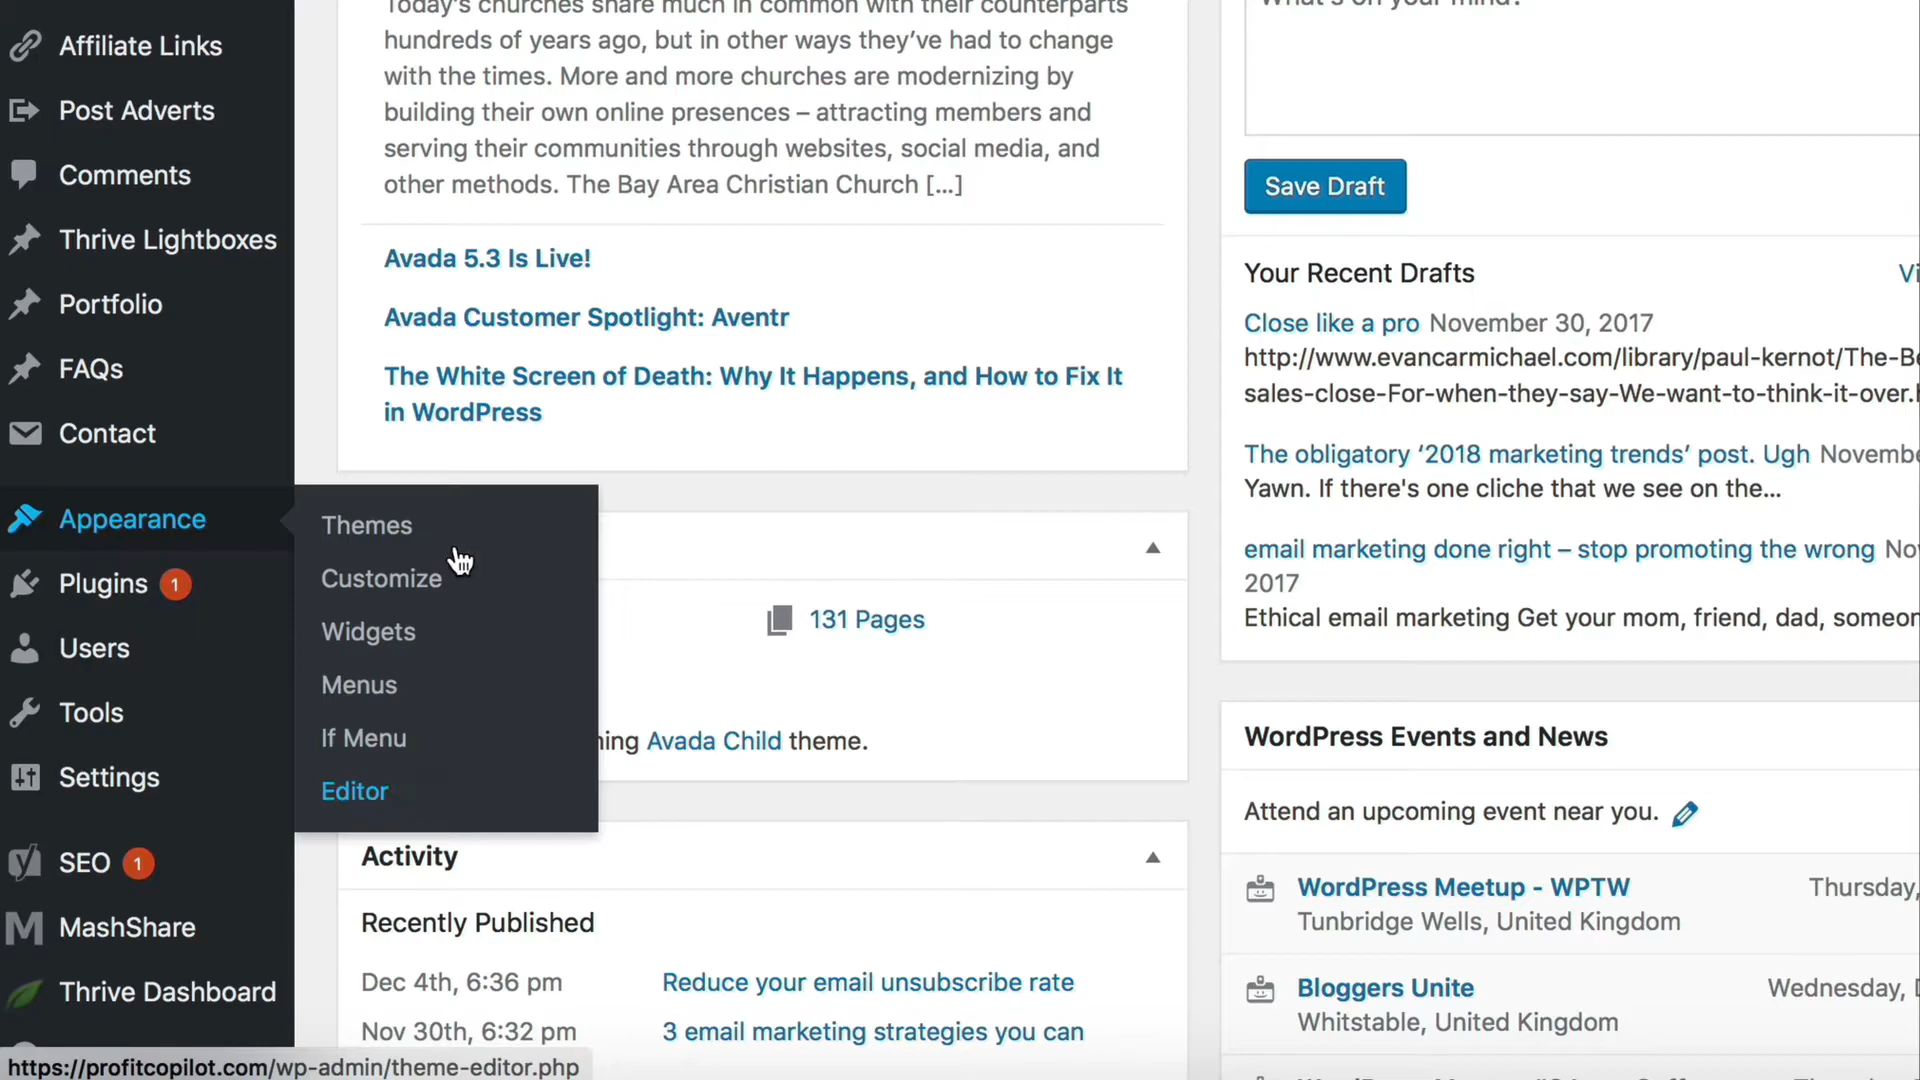 Affiliate Links
Post Adverts
Comments
Thrive Lightboxes
Portfolio
FAQs
Contact
Appearance
Plugins 1
Users
Tools
Settings
SEO 1
MashShare
Thrive Dashboard
Themes
Customize
Widgets
Menus
If Menu
Editor
Today's churches share much in common with their counterparts
hundreds of years ago, but in other ways they've had to change
with the times. More and more churches are modernizing by
building their own online presences – attracting members and
serving their communities through websites, social media, and
other methods. The Bay Area Christian Church [...]
Avada 5.3 Is Live!
Avada Customer Spotlight: Aventr
The White Screen of Death: Why It Happens, and How to Fix It
in WordPress
131 Pages
Avada Child theme.
Activity
Recently Published
Dec 4th, 6:36 pm Reduce your email unsubscribe rate
Nov 30th, 6:32 pm 3 email marketing strategies you can
What's on your mind?
Save Draft
Your Recent Drafts
Close like a pro November 30, 2017
http://www.evancarmichael.com/library/paul-kernot/The-Be
sales-close-For-when-they-say-We-want-to-think-it-over.h
The obligatory '2018 marketing trends' post. Ugh Novembe
Yawn. If there's one cliche that we see on the...
email marketing done right – stop promoting the wrong No
2017
Ethical email marketing Get your mom, friend, dad, someon
WordPress Events and News
Attend an upcoming event near you.
WordPress Meetup - WPTW Thursday,
Tunbridge Wells, United Kingdom
Bloggers Unite Wednesday,
Whitstable, United Kingdom
https://profitcopilot.com/wp-admin/theme-editor.php